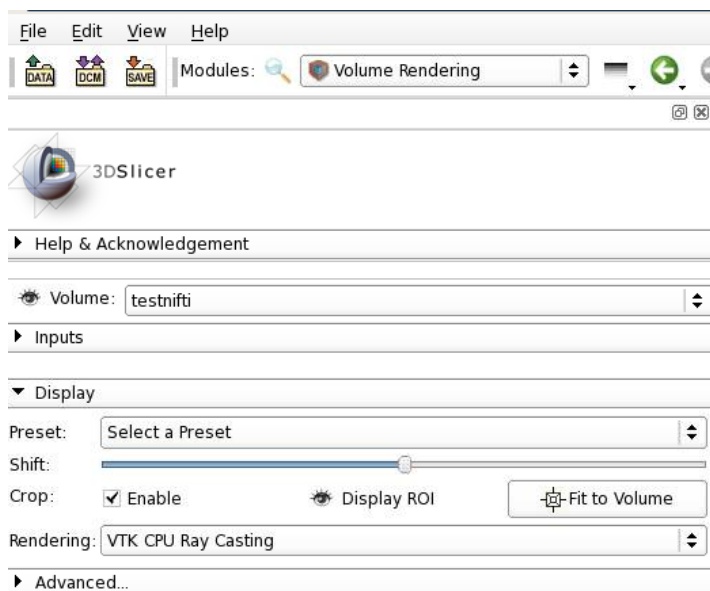 File Edit View Help
DATA DCM SAVE Modules: Volume Rendering
3DSlicer
Help & Acknowledgement
Volume: testnifti
Inputs
Display
Preset: Select a Preset
Shift:
Crop: Enable Display ROI Fit to Volume
Rendering: VTK CPU Ray Casting
Advanced...